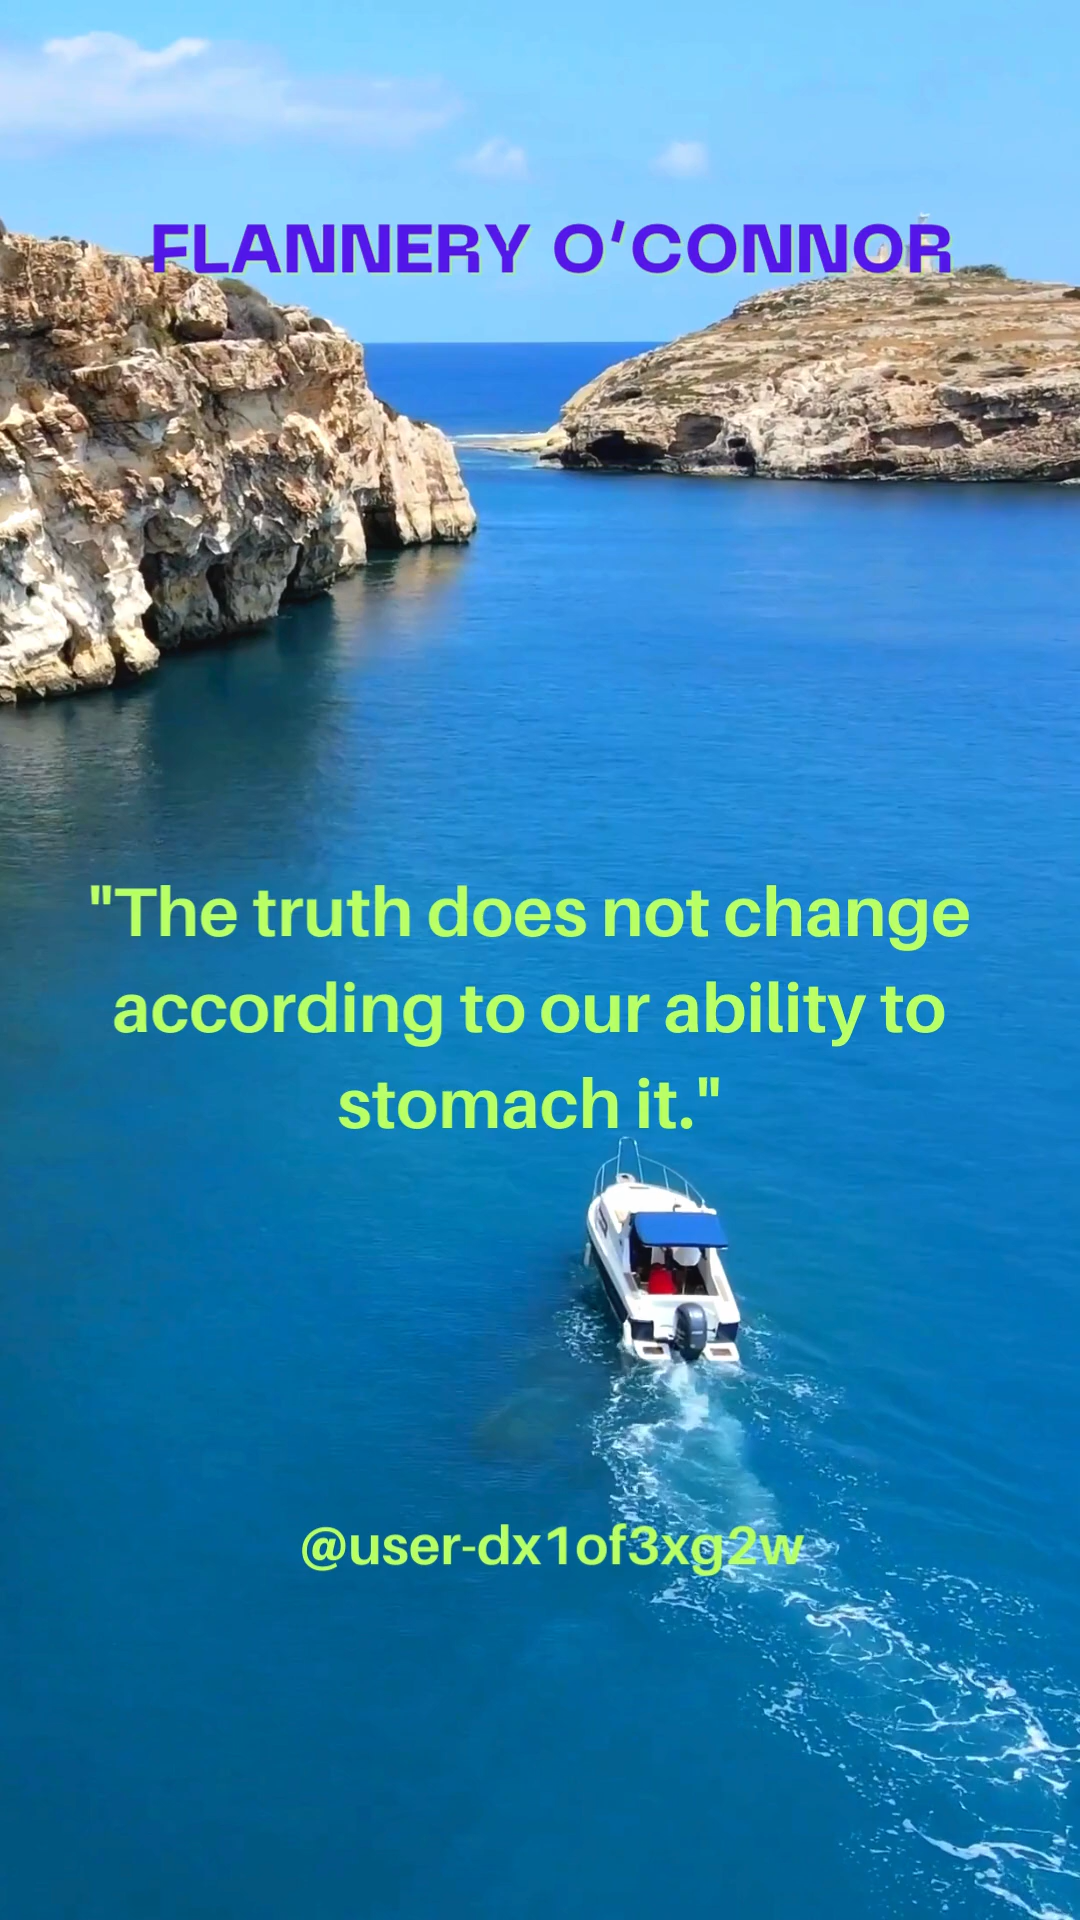 FLANNERY O'CONNOR
"The truth does not change
according to our ability to
stomach it."
@user-dx1of3xg2w